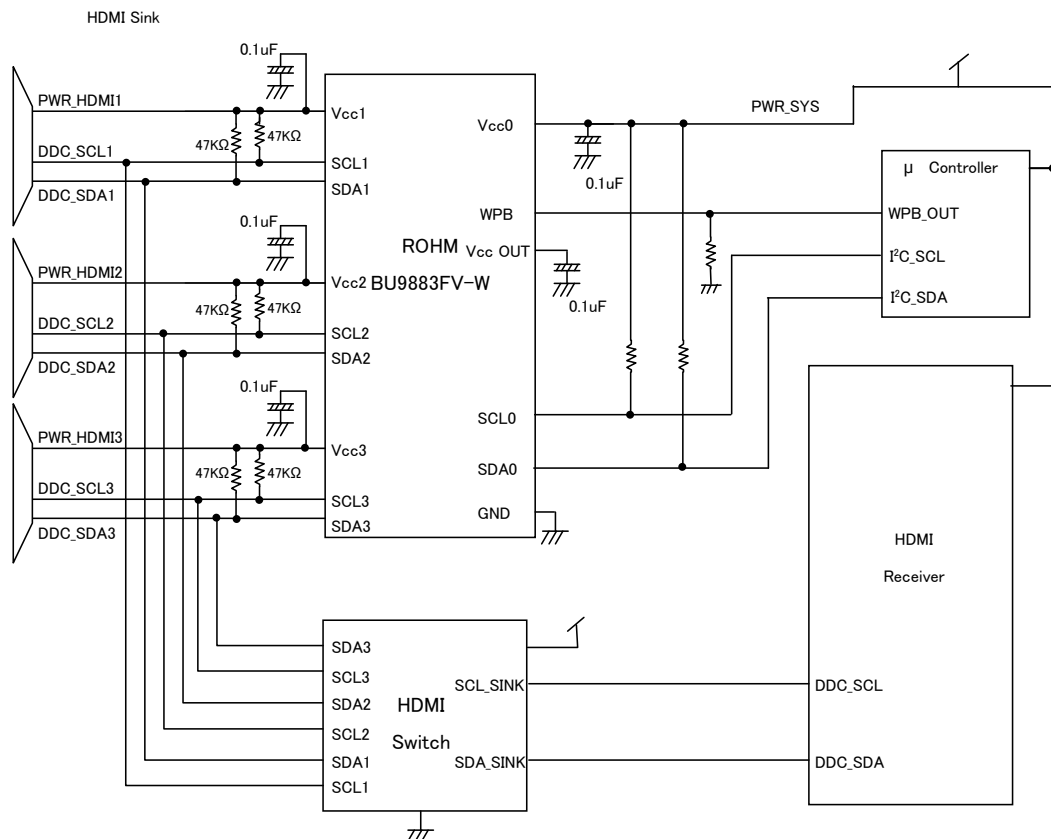 HDMI Sink
0.1uF
PWR_HDMI1
Vcc1
47KΩ
47KΩ
DDC_SCL1
SCL1
DDC_SDA1
SDA1
0.1uF
PWR_HDMI2
Vcc2
47KΩ
47KΩ
DDC_SCL2
SCL2
DDC_SDA2
SDA2
0.1uF
PWR_HDMI3
Vcc3
47KΩ
47KΩ
DDC_SCL3
SCL3
DDC_SDA3
SDA3
ROHM
BU9883FV-W
Vcc0
WPB
Vcc OUT
SCL0
SDA0
GND
PWR_SYS
0.1uF
0.1uF
μ Controller
WPB_OUT
I²C_SCL
I²C_SDA
HDMI
Receiver
DDC_SCL
DDC_SDA
SDA3
SCL3
SDA2
SCL2
SDA1
SCL1
HDMI
Switch
SCL_SINK
SDA_SINK